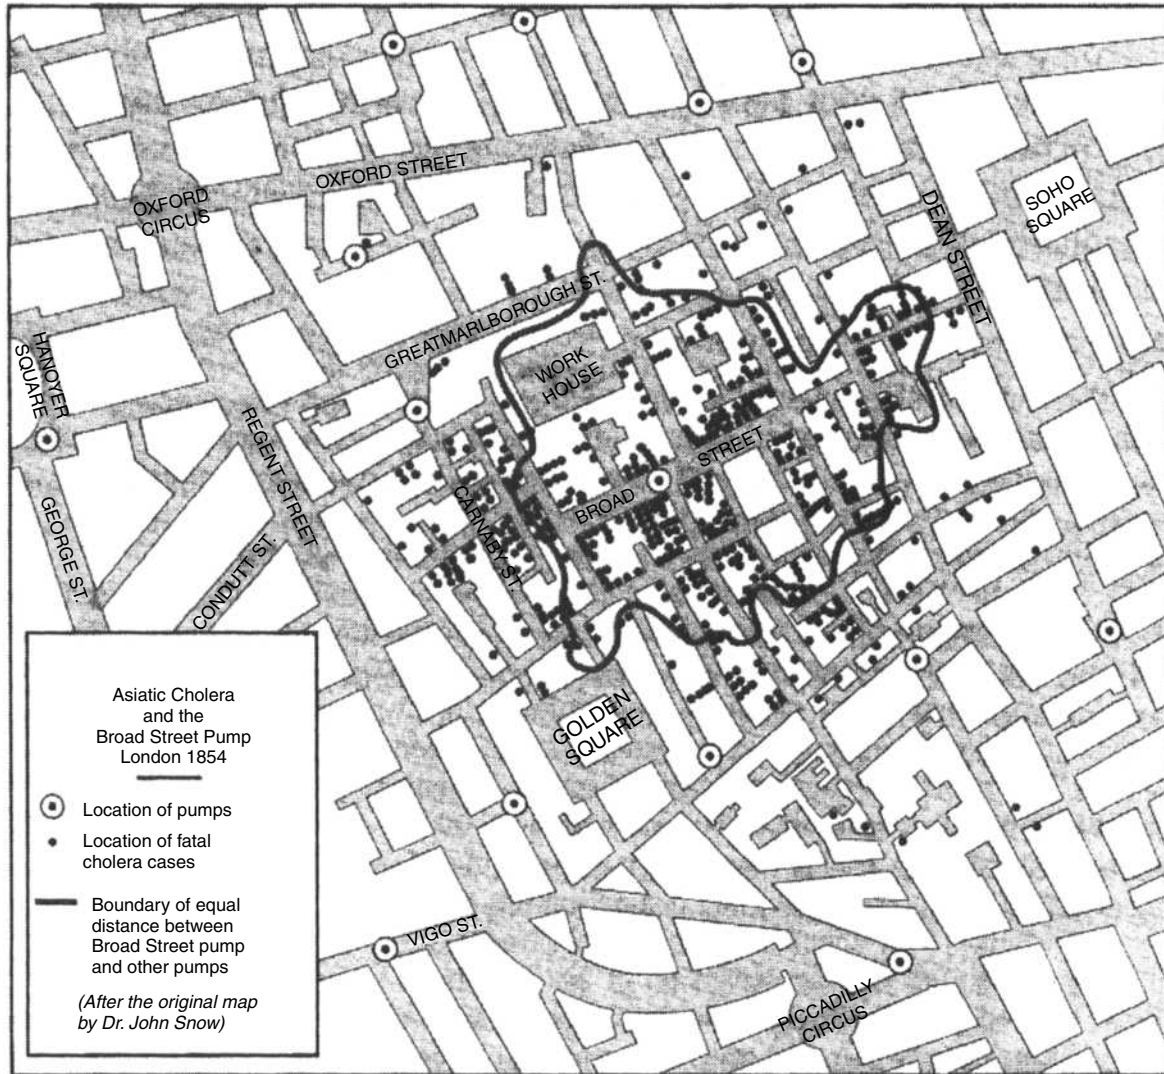 OXFORD STREET
OXFORD
CIRCUS
SOHO
SQUARE
DEAN STREET
GREATMARLBOROUGH ST.
HANOYER
SQUARE
WORK
HOUSE
REGENT STREET
BROAD
STREET
CARNABY ST.
GEORGE ST.
CONDUTT ST.
GOLDEN
SQUARE
VIGO ST.
PICCADILLY
CIRCUS
Asiatic Cholera
and the
Broad Street Pump
London 1854
Location of pumps
Location of fatal
cholera cases
Boundary of equal
distance between
Broad Street pump
and other pumps
(After the original map
by Dr. John Snow)